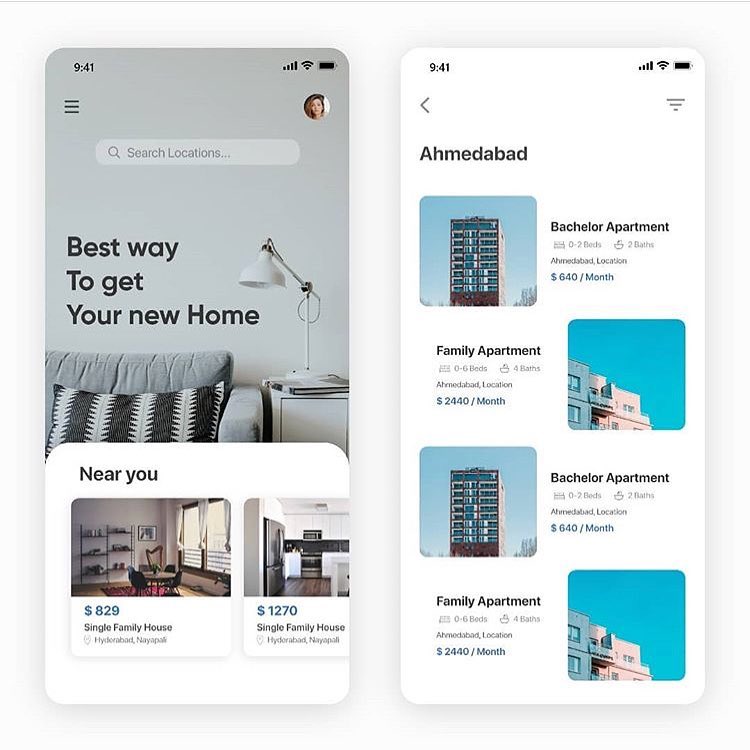 9:41
Search Locations...
Best way
To get
Your new Home
Near you
$ 829
Single Family House
Hyderabad, Nayapali
$ 1270
Single Family House
Hyderabad, Nayapali
9:41
Ahmedabad
Bachelor Apartment
0-2 Beds 2 Baths
Ahmedabad, Location
$ 640 / Month
Family Apartment
0-6 Beds 4 Baths
Ahmedabad, Location
$ 2440 / Month
Bachelor Apartment
0-2 Beds 2 Baths
Ahmedabad, Location
$ 640 / Month
Family Apartment
0-6 Beds 4 Baths
Ahmedabad, Location
$ 2440 / Month